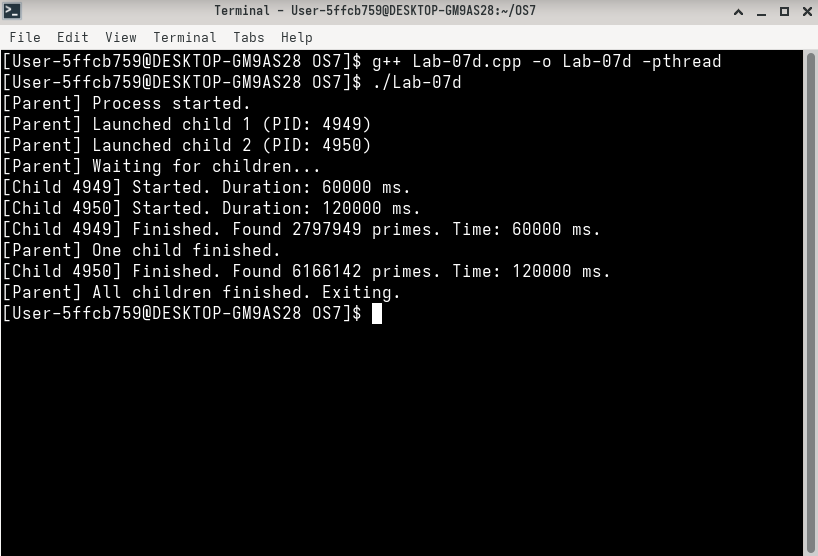 Terminal - User-5ffcb759@DESKTOP-GM9AS28:~/OS7
File Edit View Terminal Tabs Help
[User-5ffcb759@DESKTOP-GM9AS28 OS7]$ g++ Lab-07d.cpp -o Lab-07d -pthread
[User-5ffcb759@DESKTOP-GM9AS28 OS7]$ ./Lab-07d
[Parent] Process started.
[Parent] Launched child 1 (PID: 4949)
[Parent] Launched child 2 (PID: 4950)
[Parent] Waiting for children...
[Child 4949] Started. Duration: 60000 ms.
[Child 4950] Started. Duration: 120000 ms.
[Child 4949] Finished. Found 2797949 primes. Time: 60000 ms.
[Parent] One child finished.
[Child 4950] Finished. Found 6166142 primes. Time: 120000 ms.
[Parent] All children finished. Exiting.
[User-5ffcb759@DESKTOP-GM9AS28 OS7]$